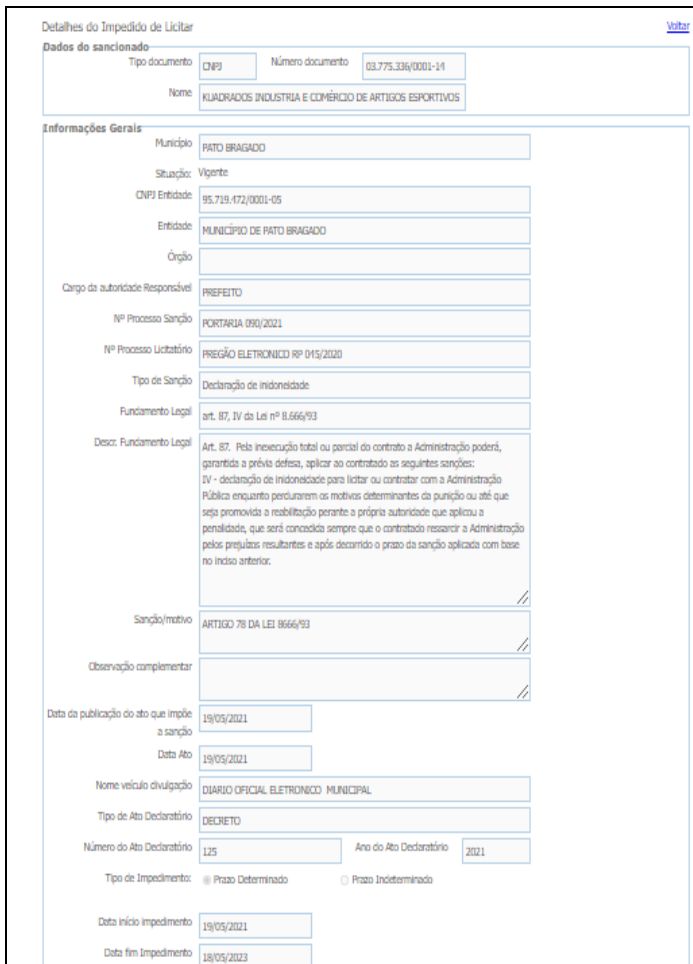 Detalhes do Impedido de Licitar Voltar
Dados do sancionado
Tipo documento CNPJ Número documento 03.775.336/0001-14
Nome KUADRADOS INDUSTRIA E COMÉRCIO DE ARTIGOS ESPORTIVOS
Informações Gerais
Município PATO BRAGADO
Situação: Vigente
CNPJ Entidade 95.719.472/0001-05
Entidade MUNICÍPIO DE PATO BRAGADO
Órgão
Cargo da autoridade Responsável PREFEITO
Nº Processo Sanção PORTARIA 090/2021
Nº Processo Licitatório PREGÃO ELETRONICO RP 045/2020
Tipo de Sanção Declaração de inidoneidade
Fundamento Legal art. 87, IV da Lei nº 8.666/93
Descr. Fundamento Legal Art. 87. Pela inexecução total ou parcial do contrato a Administração poderá,
garantida a prévia defesa, aplicar ao contratado as seguintes sanções:
IV - declaração de inidoneidade para licitar ou contratar com a Administração
Pública enquanto perdurarem os motivos determinantes da punição ou até que
seja promovida a reabilitação perante a própria autoridade que aplicou a
penalidade, que será concedida sempre que o contratado ressarcir a Administração
pelos prejuízos resultantes e após decorrido o prazo da sanção aplicada com base
no inciso anterior.
Sanção/motivo ARTIGO 78 DA LEI 8666/93
Observação complementar
Data da publicação do ato que impõe
a sanção 19/05/2021
Data Ato 19/05/2021
Nome veículo divulgação DIARIO OFICIAL ELETRONICO MUNICIPAL
Tipo de Ato Declaratório DECRETO
Número do Ato Declaratório 125 Ano do Ato Declaratório 2021
Tipo de Impedimento: Prazo Determinado Prazo Indeterminado
Data início impedimento 19/05/2021
Data fim Impedimento 18/05/2023